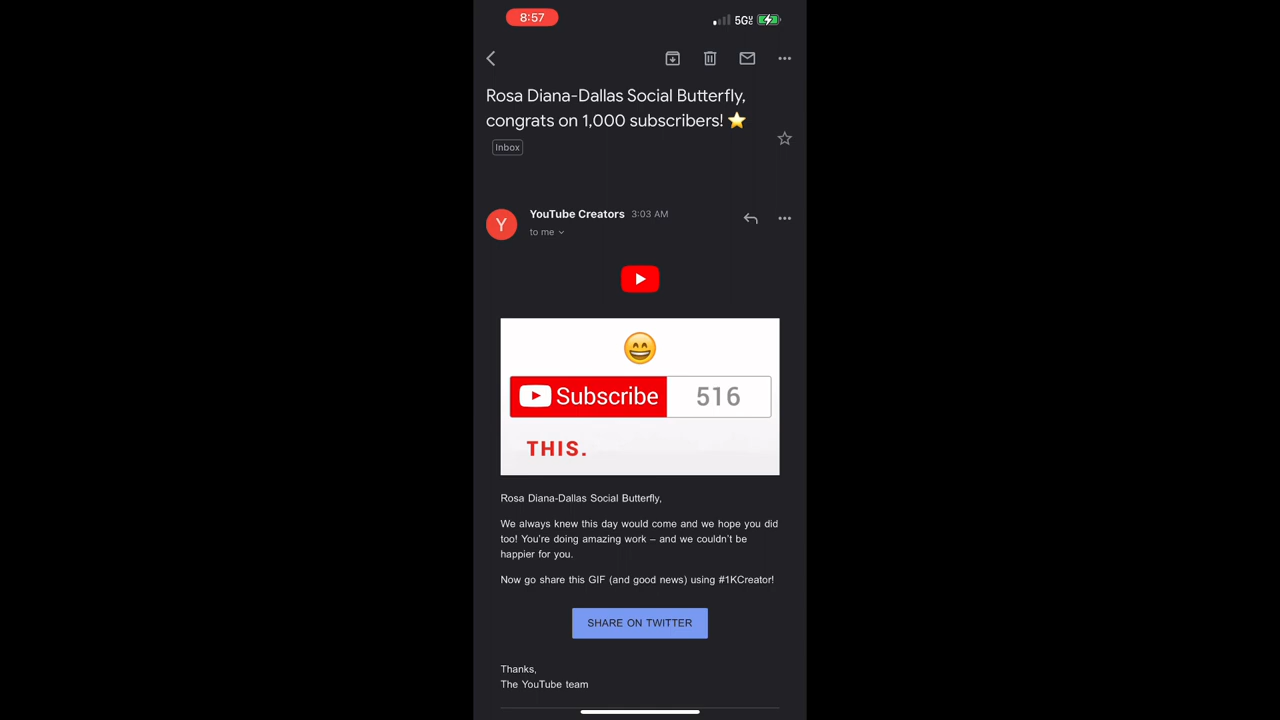 8:57
5GE
Rosa Diana-Dallas Social Butterfly,
congrats on 1,000 subscribers! ⭐
Inbox
Y
YouTube Creators 3:03 AM
to me
Subscribe 516
THIS.
Rosa Diana-Dallas Social Butterfly,
We always knew this day would come and we hope you did
too! You're doing amazing work – and we couldn't be
happier for you.
Now go share this GIF (and good news) using #1KCreator!
SHARE ON TWITTER
Thanks,
The YouTube team